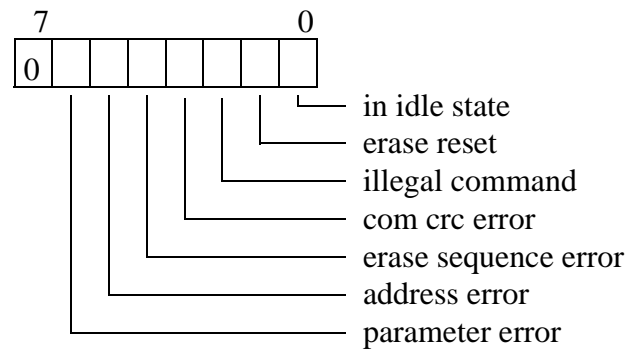 7 0
0
in idle state
erase reset
illegal command
com crc error
erase sequence error
address error
parameter error